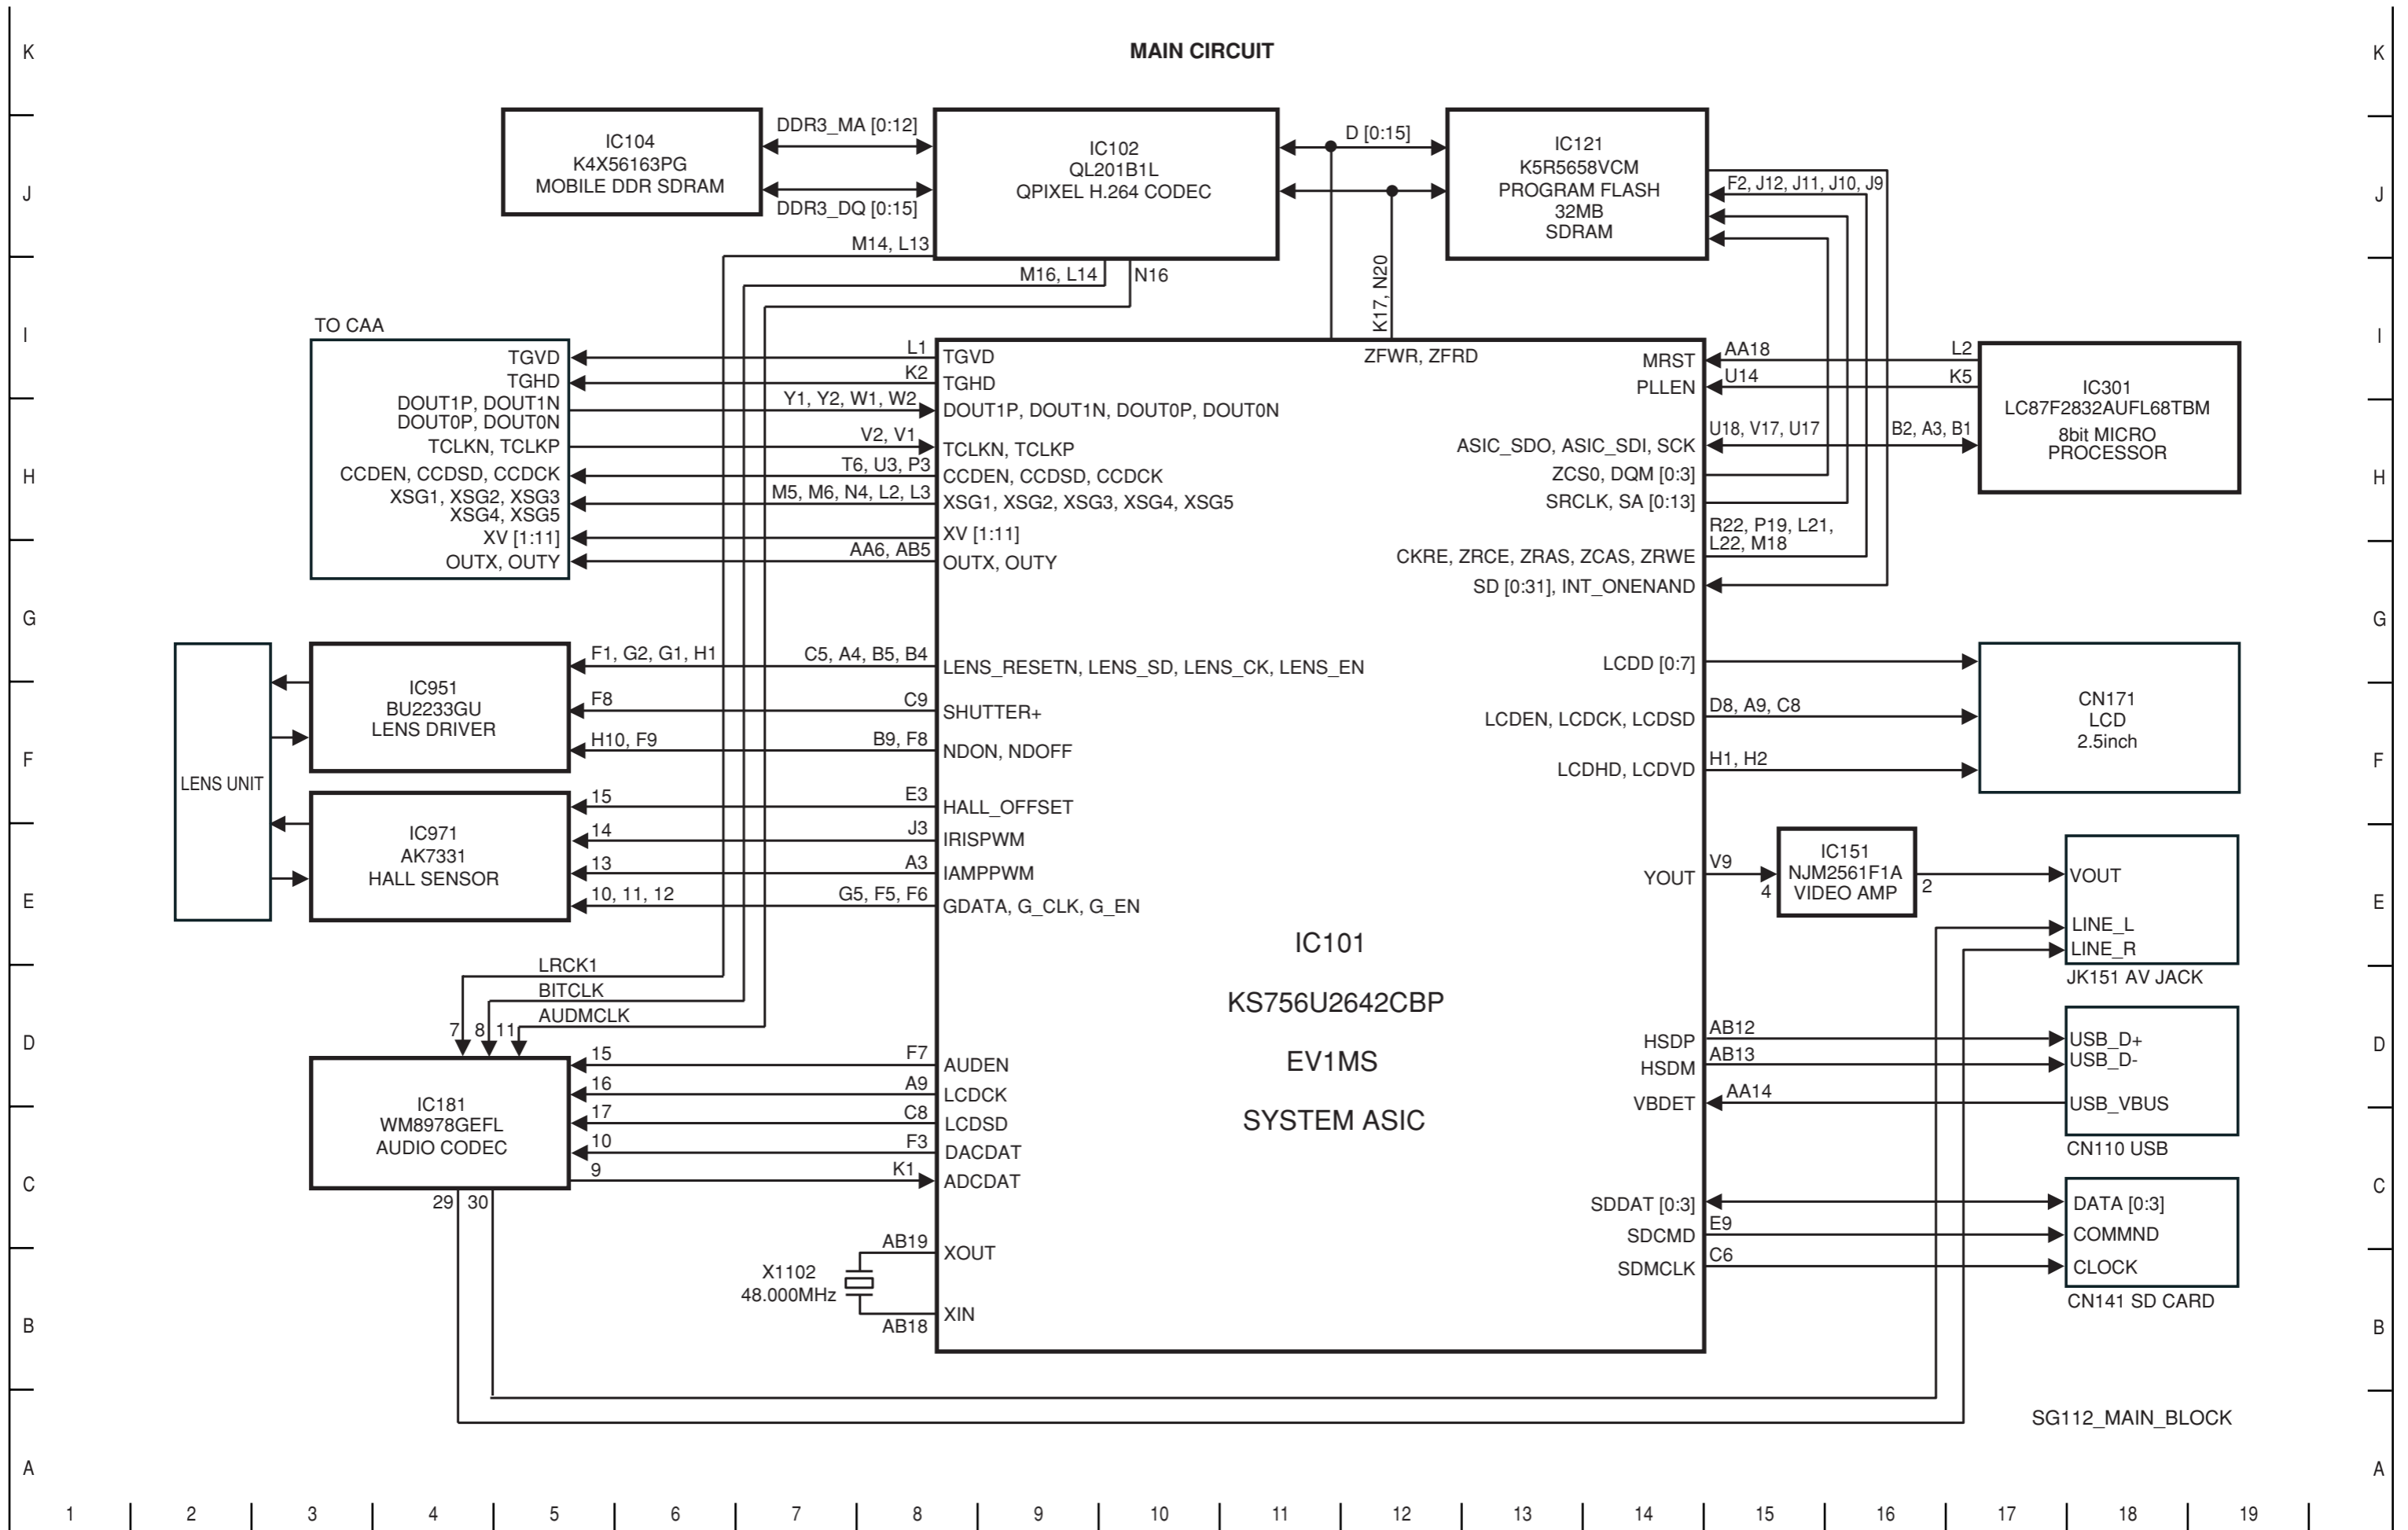 MAIN CIRCUIT
K
K
IC104
K4X56163PG
MOBILE DDR SDRAM
DDR3_MA [0:12]
DDR3_DQ [0:15]
IC102
QL201B1L
QPIXEL H.264 CODEC
D [0:15]
IC121
K5R5658VCM
PROGRAM FLASH
32MB
SDRAM
F2, J12, J11, J10, J9
J
J
M14, L13
M16, L14
N16
K17, N20
TO CAA
I
I
TGVD
TGHD
DOUT1P, DOUT1N
DOUT0P, DOUT0N
TCLKN, TCLKP
CCDEN, CCDSD, CCDCK
XSG1, XSG2, XSG3
XSG4, XSG5
XV [1:11]
OUTX, OUTY
L1
K2
Y1, Y2, W1, W2
V2, V1
T6, U3, P3
M5, M6, N4, L2, L3
AA6, AB5
TGVD
TGHD
DOUT1P, DOUT1N, DOUT0P, DOUT0N
TCLKN, TCLKP
CCDEN, CCDSD, CCDCK
XSG1, XSG2, XSG3, XSG4, XSG5
XV [1:11]
OUTX, OUTY
ZFWR, ZFRD
MRST
PLLEN
ASIC_SDO, ASIC_SDI, SCK
ZCS0, DQM [0:3]
SRCLK, SA [0:13]
CKRE, ZRCE, ZRAS, ZCAS, ZRWE
SD [0:31], INT_ONENAND
AA18
L2
U14
K5
U18, V17, U17
B2, A3, B1
R22, P19, L21,
L22, M18
IC301
LC87F2832AUFL68TBM
8bit MICRO
PROCESSOR
H
H
G
G
LENS UNIT
IC951
BU2233GU
LENS DRIVER
F1, G2, G1, H1
C5, A4, B5, B4
LENS_RESETN, LENS_SD, LENS_CK, LENS_EN
F8
C9
SHUTTER+
H10, F9
B9, F8
NDON, NDOFF
LCDD [0:7]
LCDEN, LCDCK, LCDSD
D8, A9, C8
LCDHD, LCDVD
H1, H2
CN171
LCD
2.5inch
F
F
IC971
AK7331
HALL SENSOR
15
E3
HALL_OFFSET
14
J3
IRISPWM
13
A3
IAMPPWM
10, 11, 12
G5, F5, F6
GDATA, G_CLK, G_EN
YOUT
V9
4
IC151
NJM2561F1A
VIDEO AMP
2
VOUT
LINE_L
LINE_R
JK151 AV JACK
E
E
IC101
KS756U2642CBP
EV1MS
SYSTEM ASIC
LRCK1
BITCLK
AUDMCLK
7
8
11
D
D
IC181
WM8978GEFL
AUDIO CODEC
15
F7
AUDEN
16
A9
LCDCK
17
C8
LCDSD
10
F3
DACDAT
9
K1
ADCDAT
29
30
HSDP
AB12
USB_D+
HSDM
AB13
USB_D-
VBDET
AA14
USB_VBUS
CN110 USB
C
C
SDDAT [0:3]
DATA [0:3]
SDCMD
E9
COMMND
SDMCLK
C6
CLOCK
CN141 SD CARD
AB19
XOUT
X1102
48.000MHz
AB18
XIN
B
B
SG112_MAIN_BLOCK
A
A
1
2
3
4
5
6
7
8
9
10
11
12
13
14
15
16
17
18
19